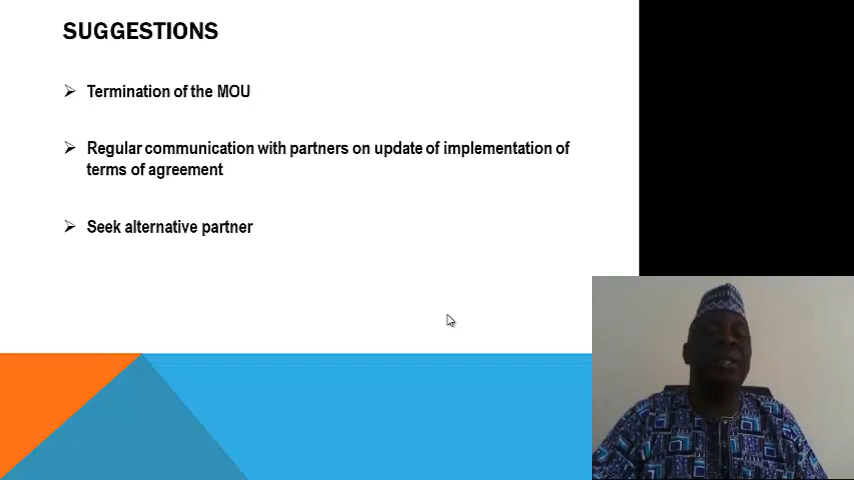 SUGGESTIONS
Termination of the MOU
Regular communication with partners on update of implementation of
terms of agreement
Seek alternative partner